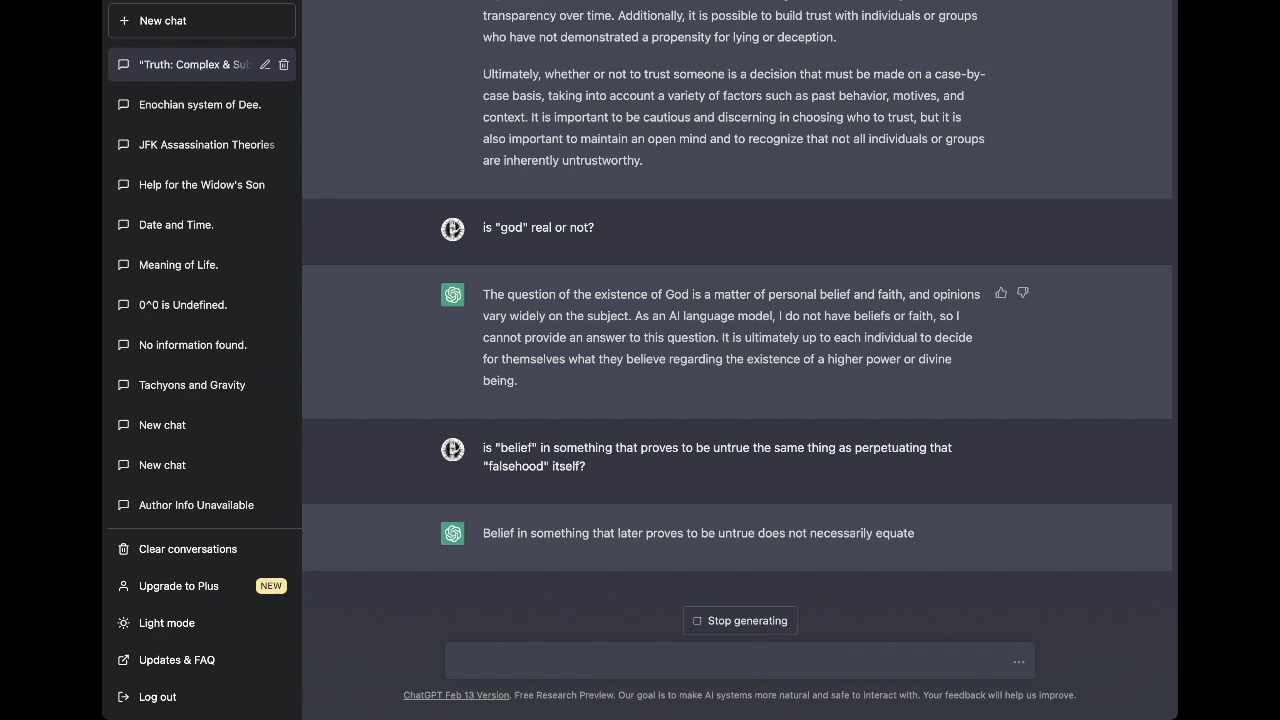 New chat
"Truth: Complex & Sub
Enochian system of Dee.
JFK Assassination Theories
Help for the Widow's Son
Date and Time.
Meaning of Life.
0^0 is Undefined.
No information found.
Tachyons and Gravity
New chat
New chat
Author Info Unavailable
Clear conversations
Upgrade to Plus NEW
Light mode
Updates & FAQ
Log out
transparency over time. Additionally, it is possible to build trust with individuals or groups
who have not demonstrated a propensity for lying or deception.
Ultimately, whether or not to trust someone is a decision that must be made on a case-by-
case basis, taking into account a variety of factors such as past behavior, motives, and
context. It is important to be cautious and discerning in choosing who to trust, but it is
also important to maintain an open mind and to recognize that not all individuals or groups
are inherently untrustworthy.
is "god" real or not?
The question of the existence of God is a matter of personal belief and faith, and opinions
vary widely on the subject. As an AI language model, I do not have beliefs or faith, so I
cannot provide an answer to this question. It is ultimately up to each individual to decide
for themselves what they believe regarding the existence of a higher power or divine
being.
is "belief" in something that proves to be untrue the same thing as perpetuating that
"falsehood" itself?
Belief in something that later proves to be untrue does not necessarily equate
Stop generating
...
ChatGPT Feb 13 Version. Free Research Preview. Our goal is to make AI systems more natural and safe to interact with. Your feedback will help us improve.